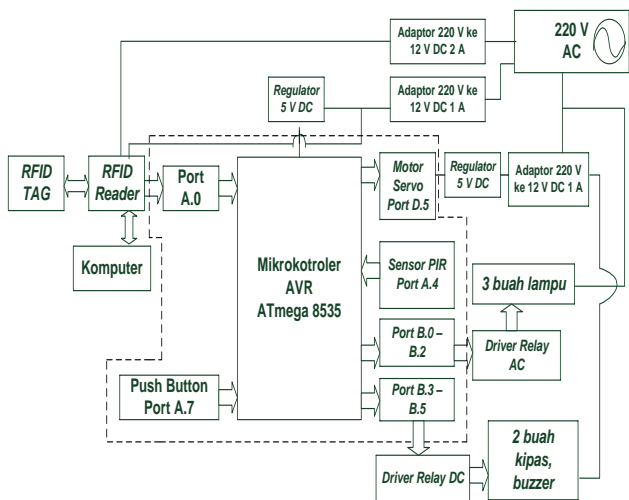 Adaptor 220 V ke
12 V DC 2 A
220 V
AC
Regulator
5 V DC
Adaptor 220 V ke
12 V DC 1 A
RFID
TAG
RFID
Reader
Port
A.0
Motor
Servo
Port D.5
Regulator
5 V DC
Adaptor 220 V
ke 12 V DC 1 A
Komputer
Mikrokotroler
AVR
ATmega 8535
Sensor PIR
Port A.4
3 buah lampu
Port B.0 –
B.2
Driver Relay
AC
Push Button
Port A.7
Port B.3 –
B.5
Driver Relay DC
2 buah
kipas,
buzzer